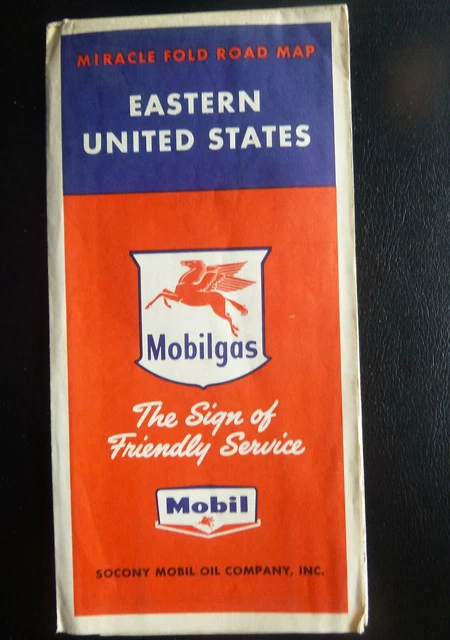 MIRACLE FOLD ROAD MAP
EASTERN
UNITED STATES
Mobilgas
The Sign of
Friendly Service
Mobil
SOCONY MOBIL OIL COMPANY, INC.